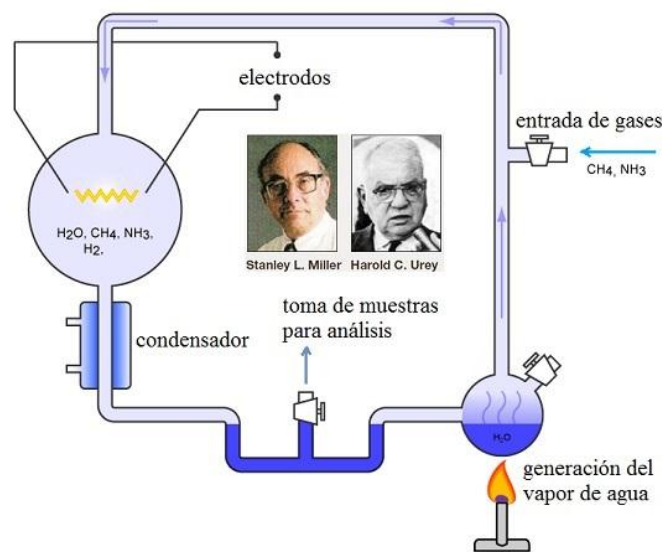 electrodos
entrada de gases
CH4, NH3
H2O, CH4, NH3,
H2,
Stanley L. Miller Harold C. Urey
toma de muestras
para análisis
condensador
H2O
generación del
vapor de agua